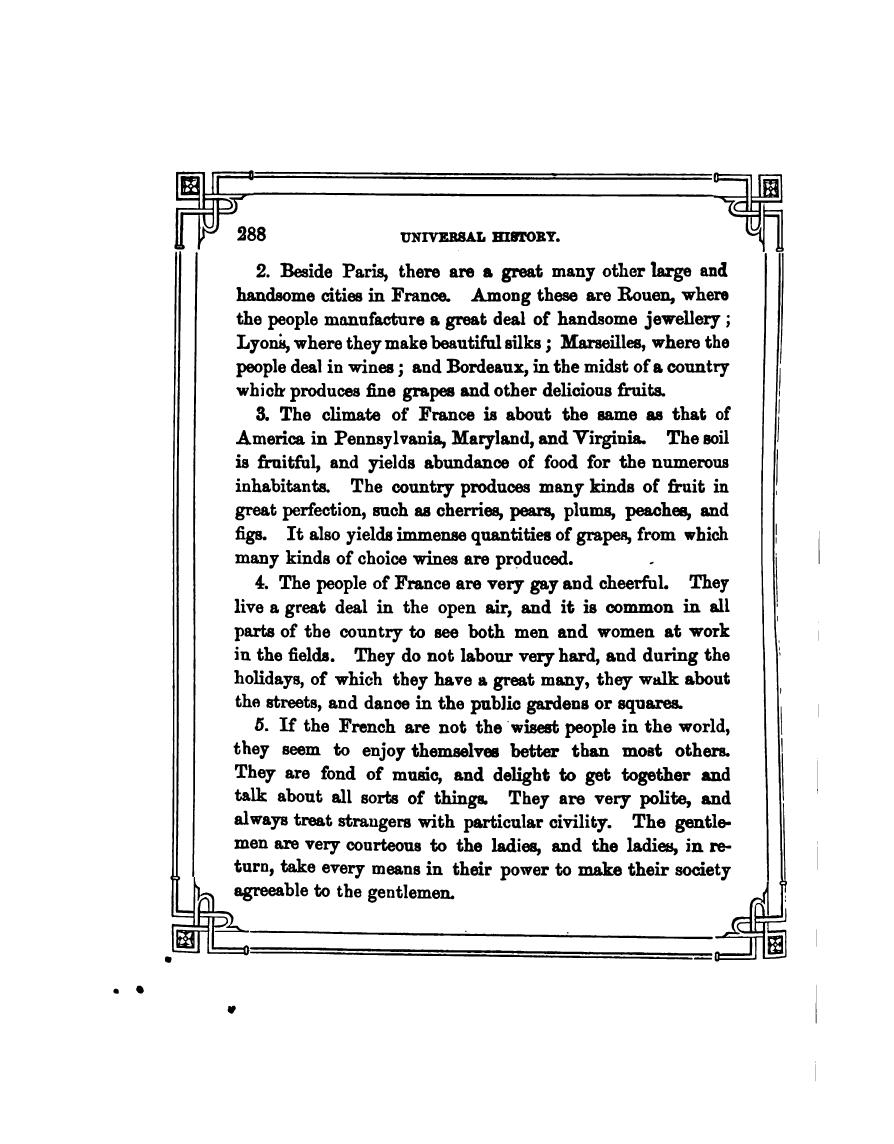 288 UNIVERSAL HISTORY.
2. Beside Paris, there are a great many other large and
handsome cities in France. Among these are Rouen, where
the people manufacture a great deal of handsome jewellery ;
Lyons, where they make beautiful silks ; Marseilles, where the
people deal in wines ; and Bordeaux, in the midst of a country
which produces fine grapes and other delicious fruits.
3. The climate of France is about the same as that of
America in Pennsylvania, Maryland, and Virginia. The soil
is fruitful, and yields abundance of food for the numerous
inhabitants. The country produces many kinds of fruit in
great perfection, such as cherries, pears, plums, peaches, and
figs. It also yields immense quantities of grapes, from which
many kinds of choice wines are produced.
4. The people of France are very gay and cheerful. They
live a great deal in the open air, and it is common in all
parts of the country to see both men and women at work
in the fields. They do not labour very hard, and during the
holidays, of which they have a great many, they walk about
the streets, and dance in the public gardens or squares.
5. If the French are not the wisest people in the world,
they seem to enjoy themselves better than most others.
They are fond of music, and delight to get together and
talk about all sorts of things. They are very polite, and
always treat strangers with particular civility. The gentle-
men are very courteous to the ladies, and the ladies, in re-
turn, take every means in their power to make their society
agreeable to the gentlemen.